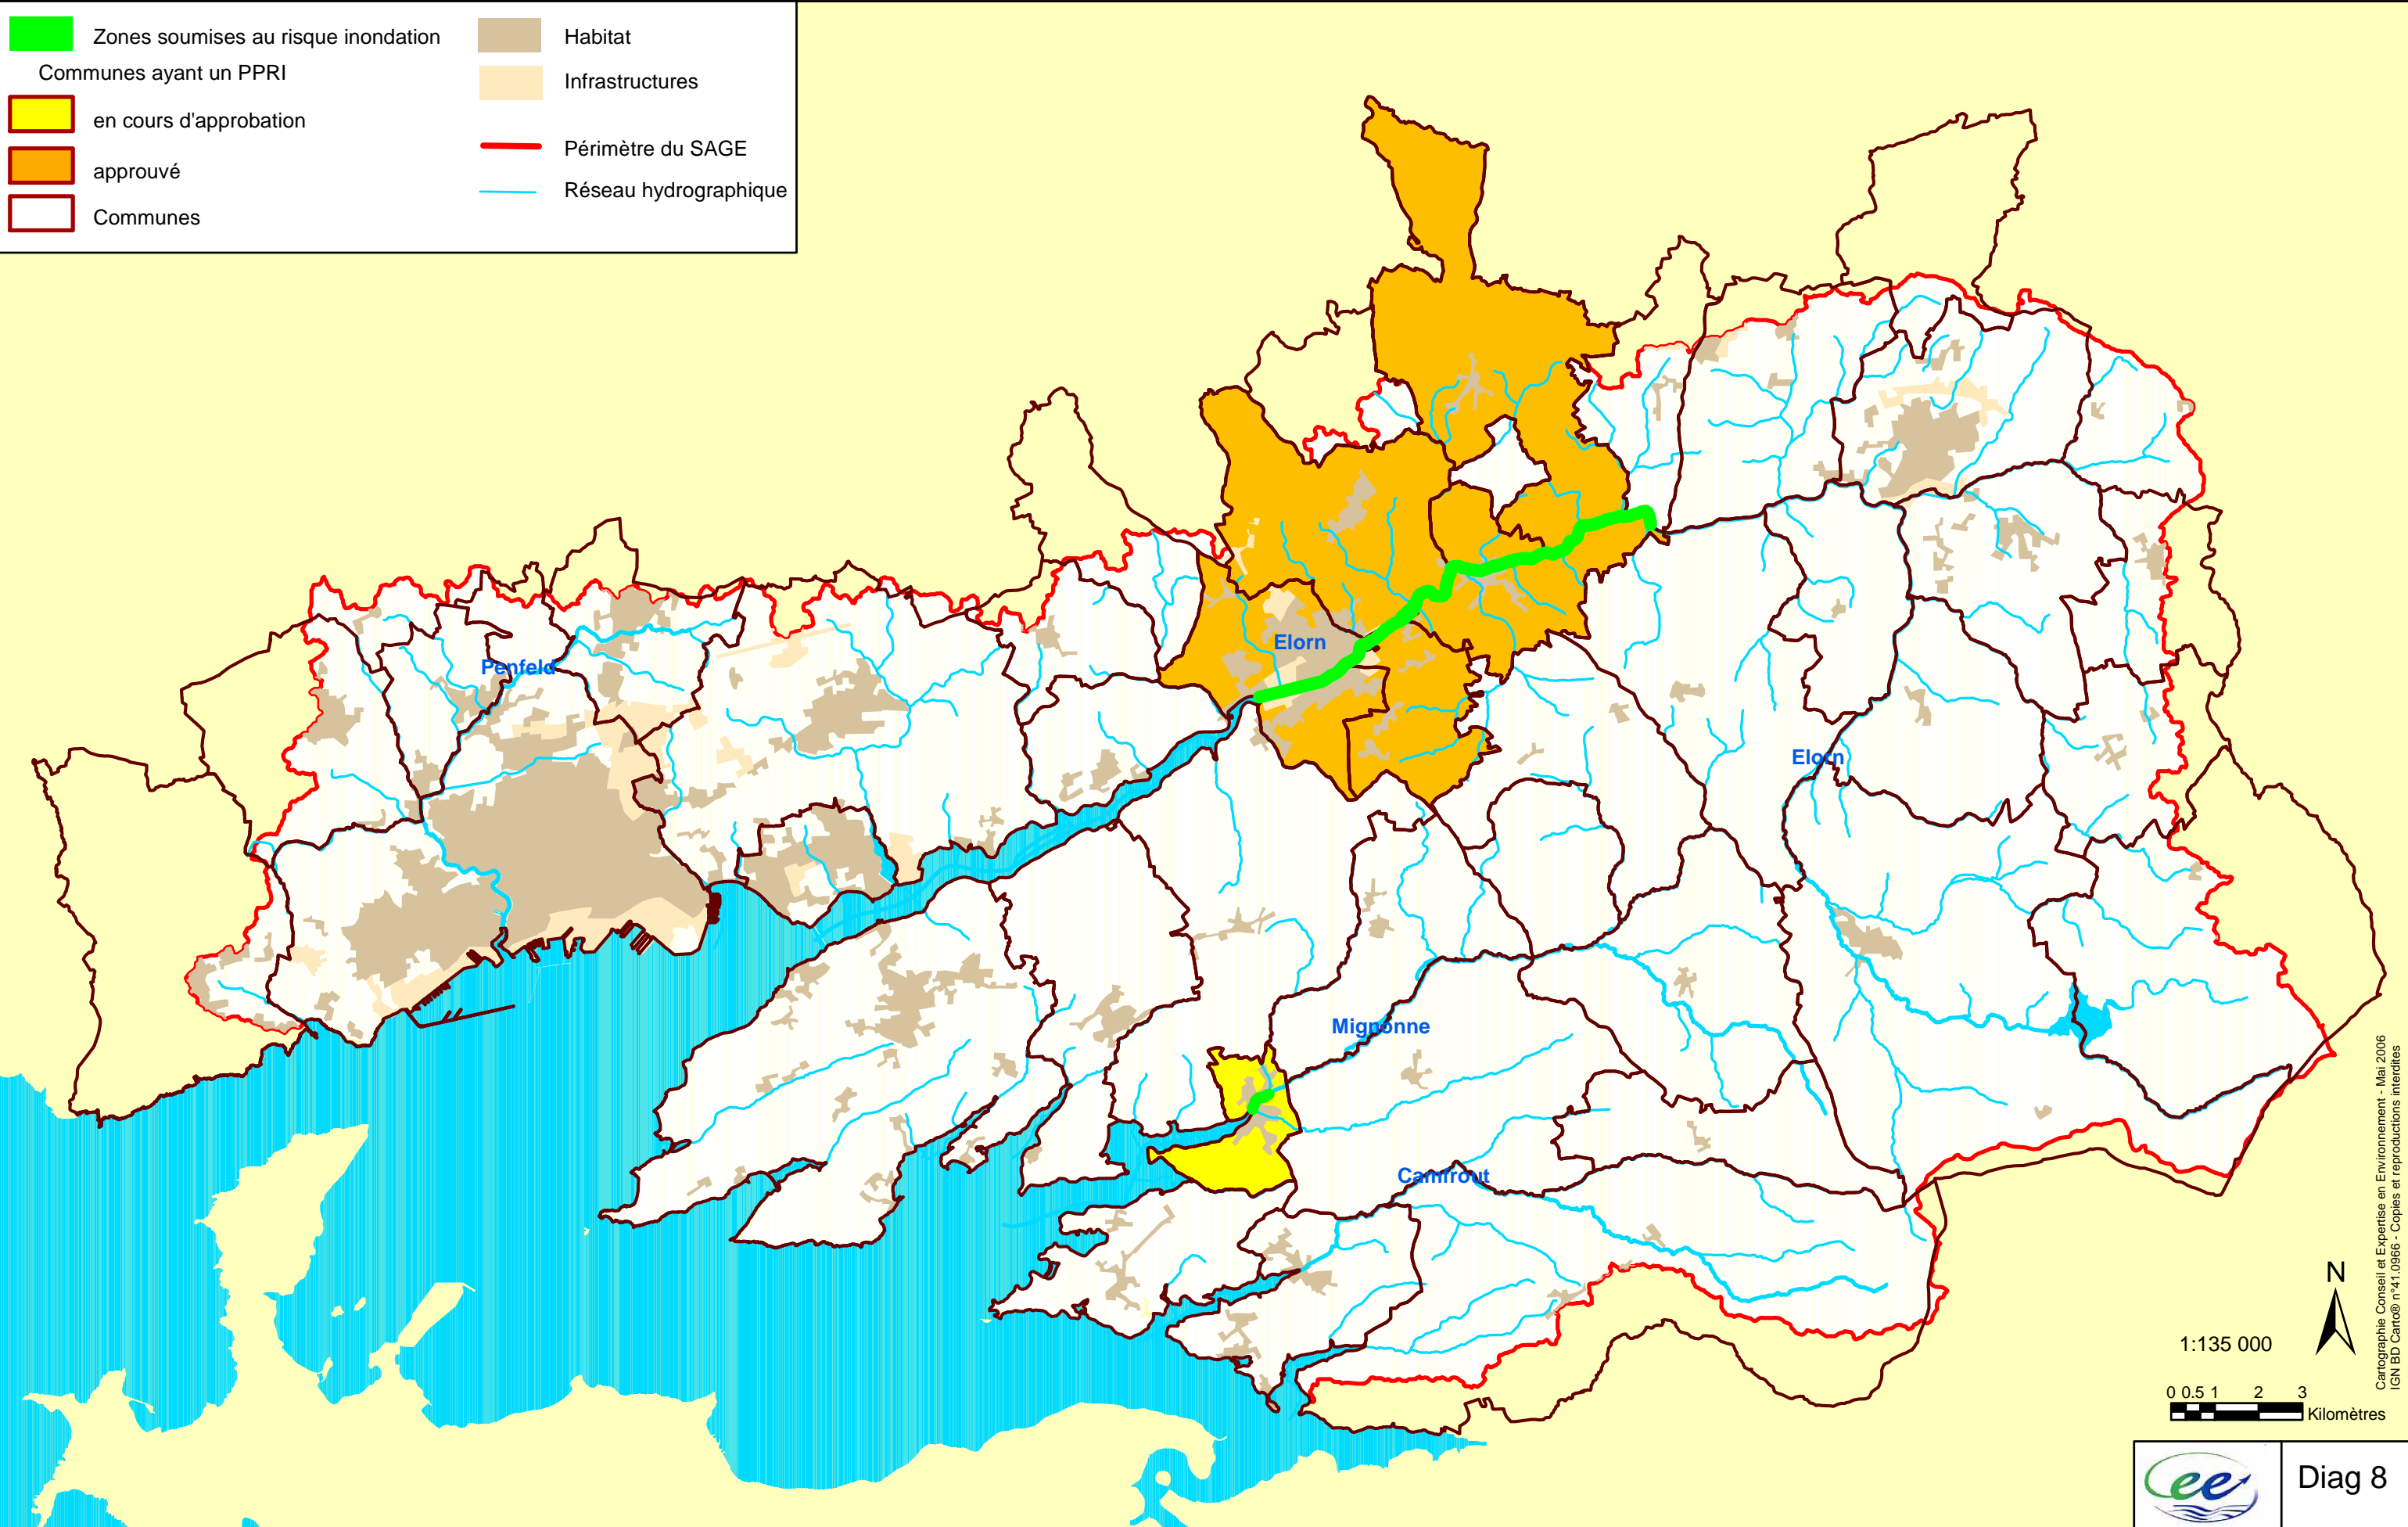 Zones soumises au risque inondation
Communes ayant un PPRI
en cours d'approbation
approuvé
Communes
Habitat
Infrastructures
Périmètre du SAGE
Réseau hydrographique
Elorn
Penfeld
Elorn
Mignonne
Camfrout
N
1:135 000
0 0.5 1 2 3
Kilomètres
Cartographie Conseil et Expertise en Environnement - Mai 2006
IGN BD Carto® n°41.0966 - Copies et reproductions interdites
cee
Diag 8